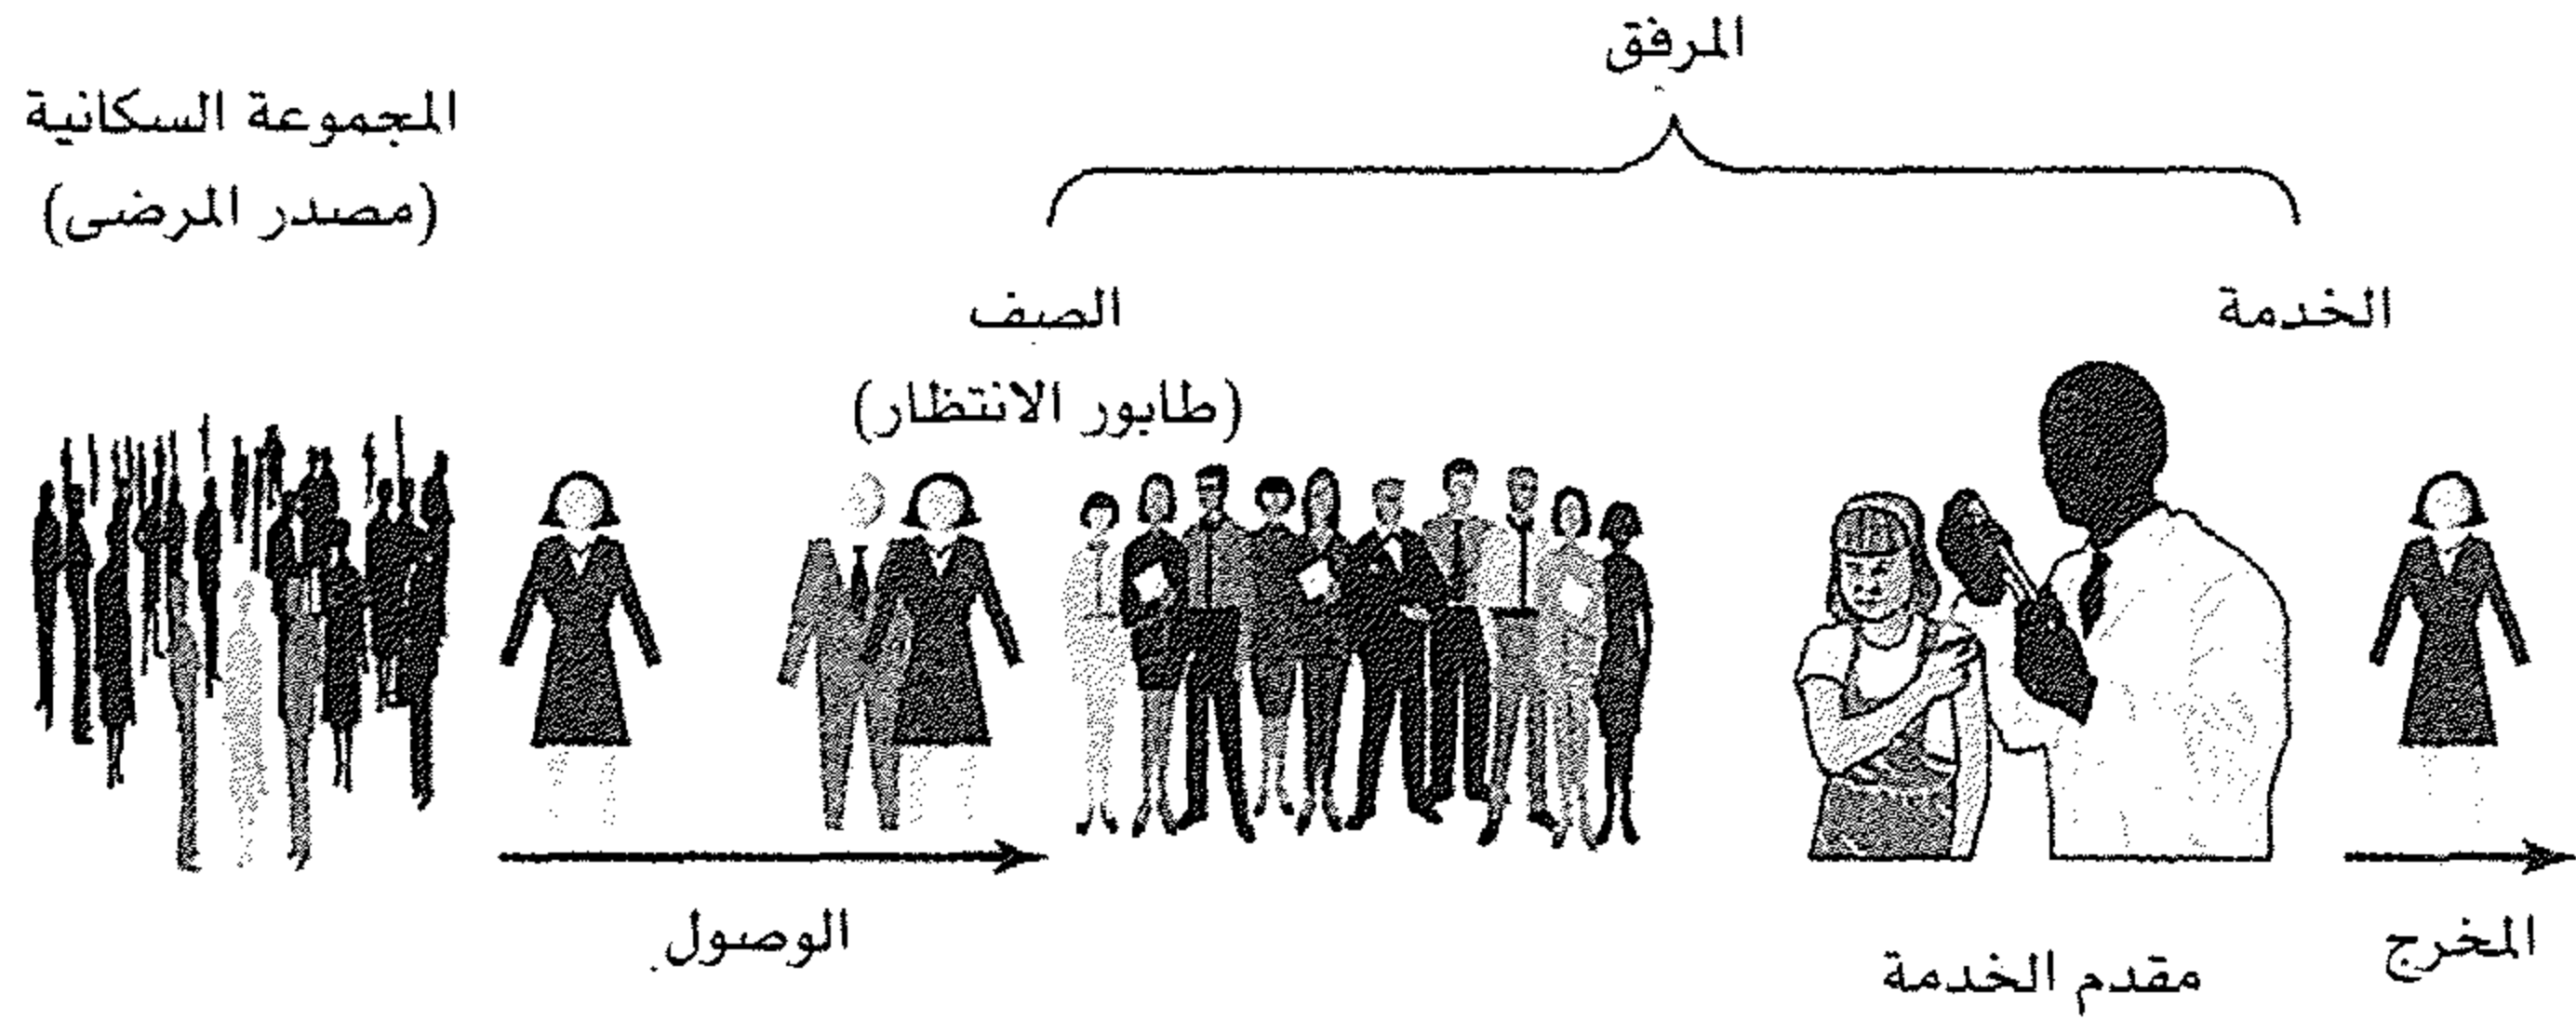 المرفق
المجموعة السكانية
(مصدر المرضى)
الصف
(طابور الانتظار)
الخدمة
الوصول
مقدم الخدمة
المخرج